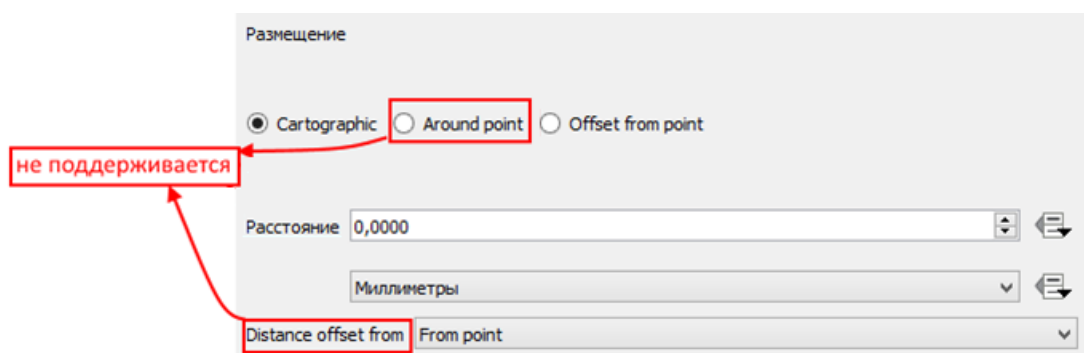 Размещение
Cartographic Around point Offset from point
не поддерживается
Расстояние 0,0000
Миллиметры
Distance offset from From point